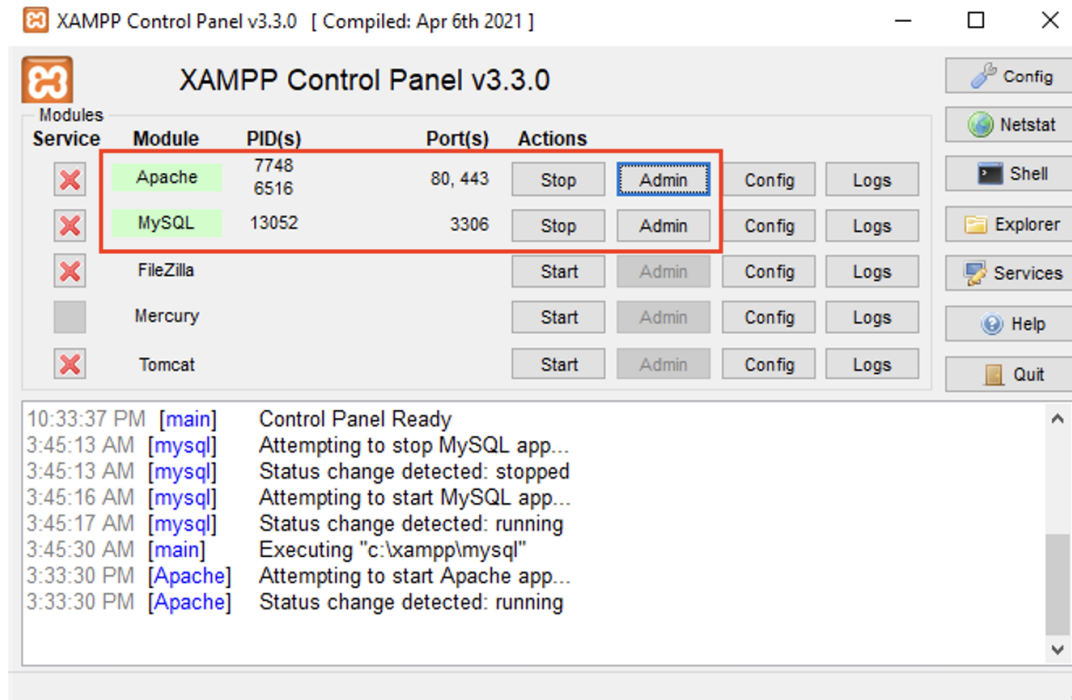 XAMPP Control Panel v3.3.0 [ Compiled: Apr 6th 2021 ]
XAMPP Control Panel v3.3.0
Config
Modules
Service Module PID(s) Port(s) Actions
Netstat
Apache 7748 6516 80, 443 Stop Admin Config Logs
Shell
MySQL 13052 3306 Stop Admin Config Logs
Explorer
FileZilla Start Admin Config Logs
Services
Mercury Start Admin Config Logs
Help
Tomcat Start Admin Config Logs
Quit
10:33:37 PM [main] Control Panel Ready
3:45:13 AM [mysql] Attempting to stop MySQL app...
3:45:13 AM [mysql] Status change detected: stopped
3:45:16 AM [mysql] Attempting to start MySQL app...
3:45:17 AM [mysql] Status change detected: running
3:45:30 AM [main] Executing "c:\xampp\mysql"
3:33:30 PM [Apache] Attempting to start Apache app...
3:33:30 PM [Apache] Status change detected: running